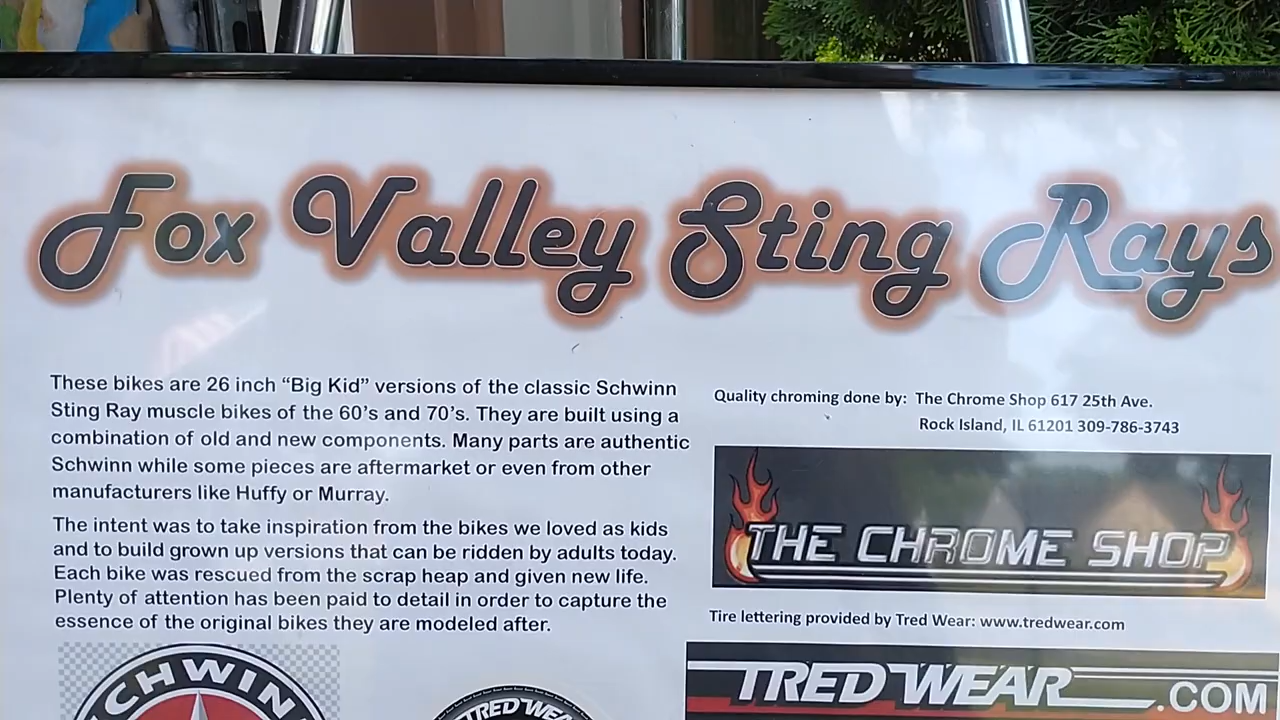 Fox Valley Sting Rays
These bikes are 26 inch “Big Kid” versions of the classic Schwinn
Sting Ray muscle bikes of the 60’s and 70’s. They are built using a
combination of old and new components. Many parts are authentic
Schwinn while some pieces are aftermarket or even from other
manufacturers like Huffy or Murray.
The intent was to take inspiration from the bikes we loved as kids
and to build grown up versions that can be ridden by adults today.
Each bike was rescued from the scrap heap and given new life.
Plenty of attention has been paid to detail in order to capture the
essence of the original bikes they are modeled after.
Quality chroming done by: The Chrome Shop 617 25th Ave.
Rock Island, IL 61201 309-786-3743
THE CHROME SHOP
Tire lettering provided by Tred Wear: www.tredwear.com
TRED WEAR.COM
CHWIN
TRED WEA